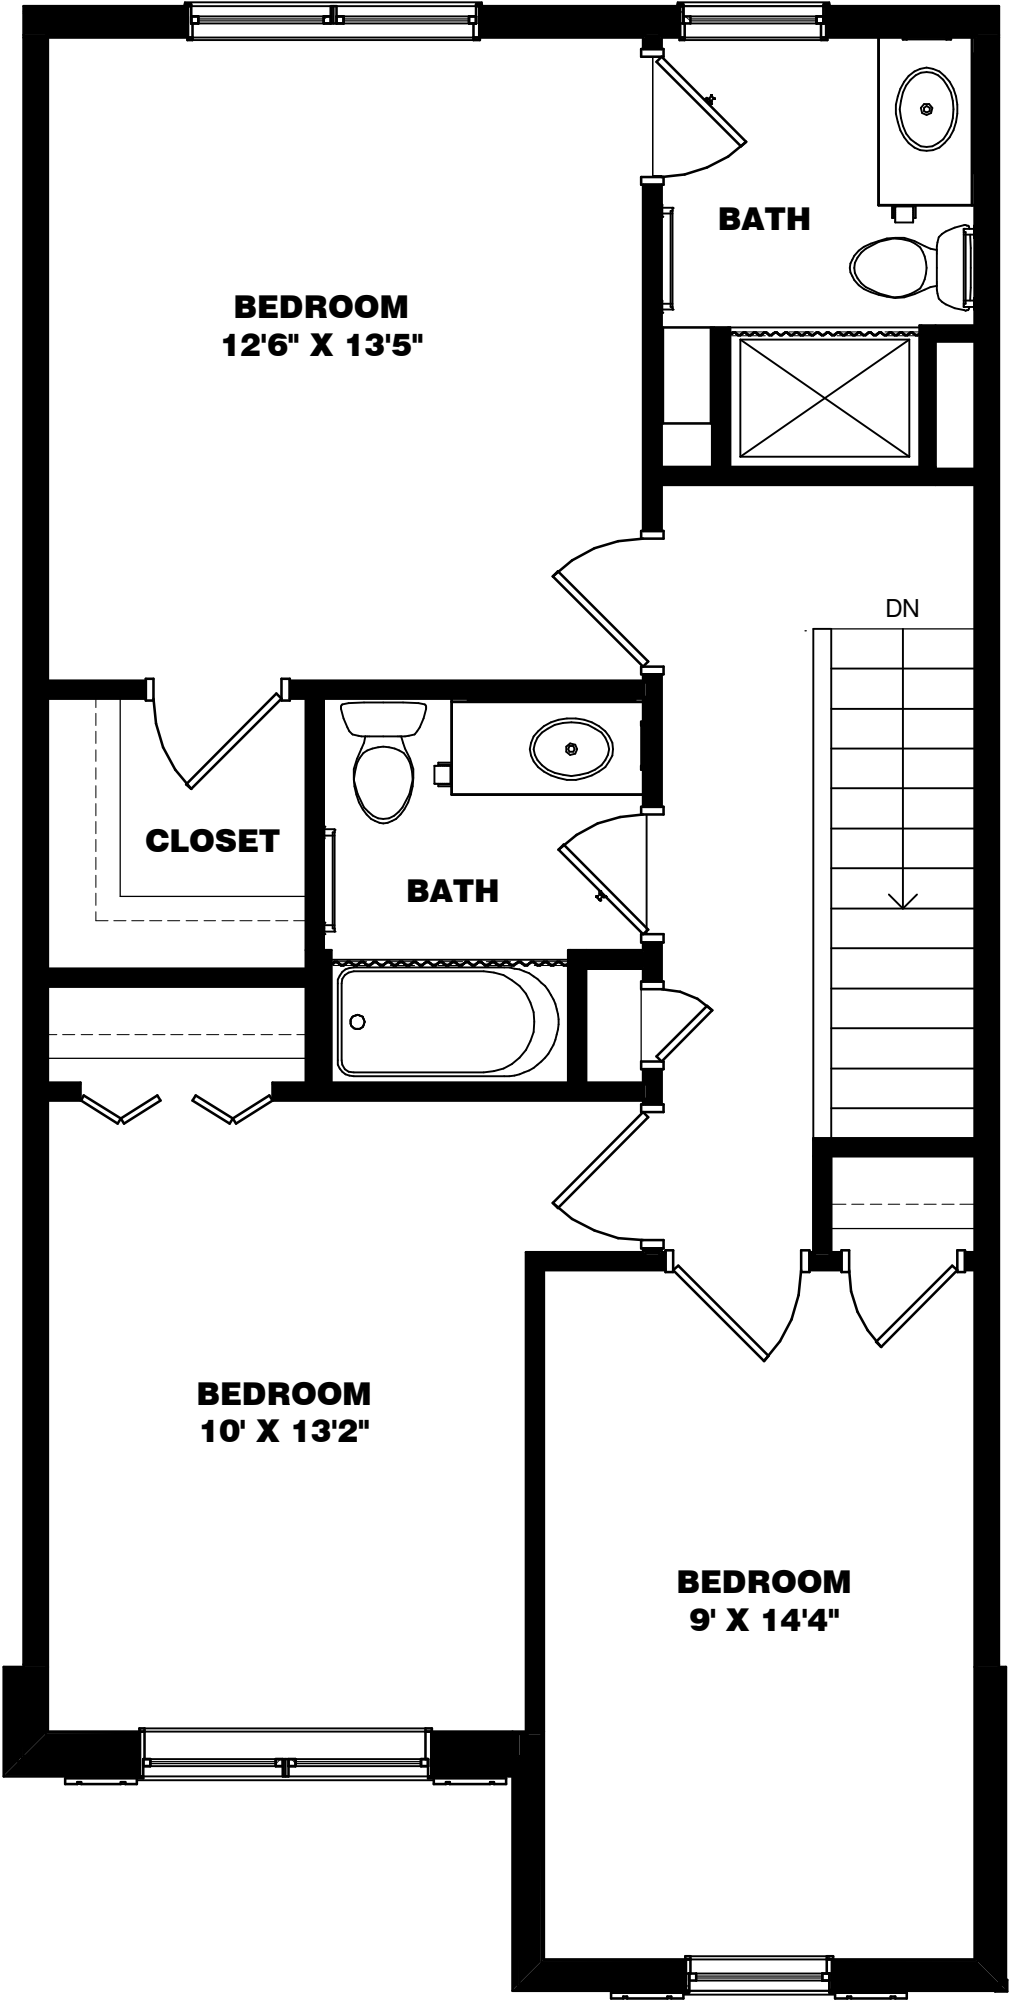 BATH
BEDROOM
12'6" X 13'5"
DN
CLOSET
BATH
BEDROOM
10' X 13'2"
BEDROOM
9' X 14'4"